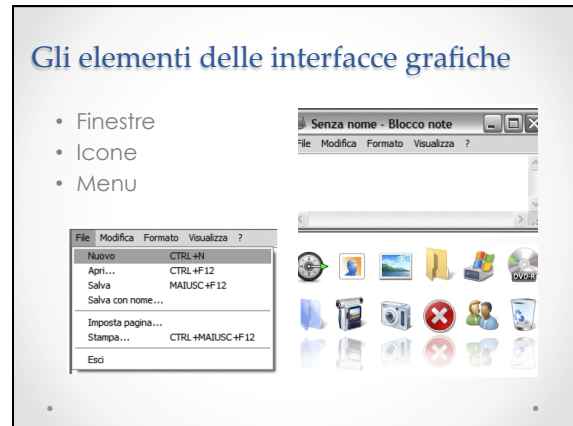 Gli elementi delle interfacce grafiche
• Finestre
• Icone
• Menu
Senza nome - Blocco note
File Modifica Formato Visualizza ?
File Modifica Formato Visualizza ?
Nuovo CTRL+N
Apri... CTRL+F12
Salva MAIUSC+F12
Salva con nome...
Imposta pagina...
Stampa... CTRL+MAIUSC+F12
Esci
DVD-R